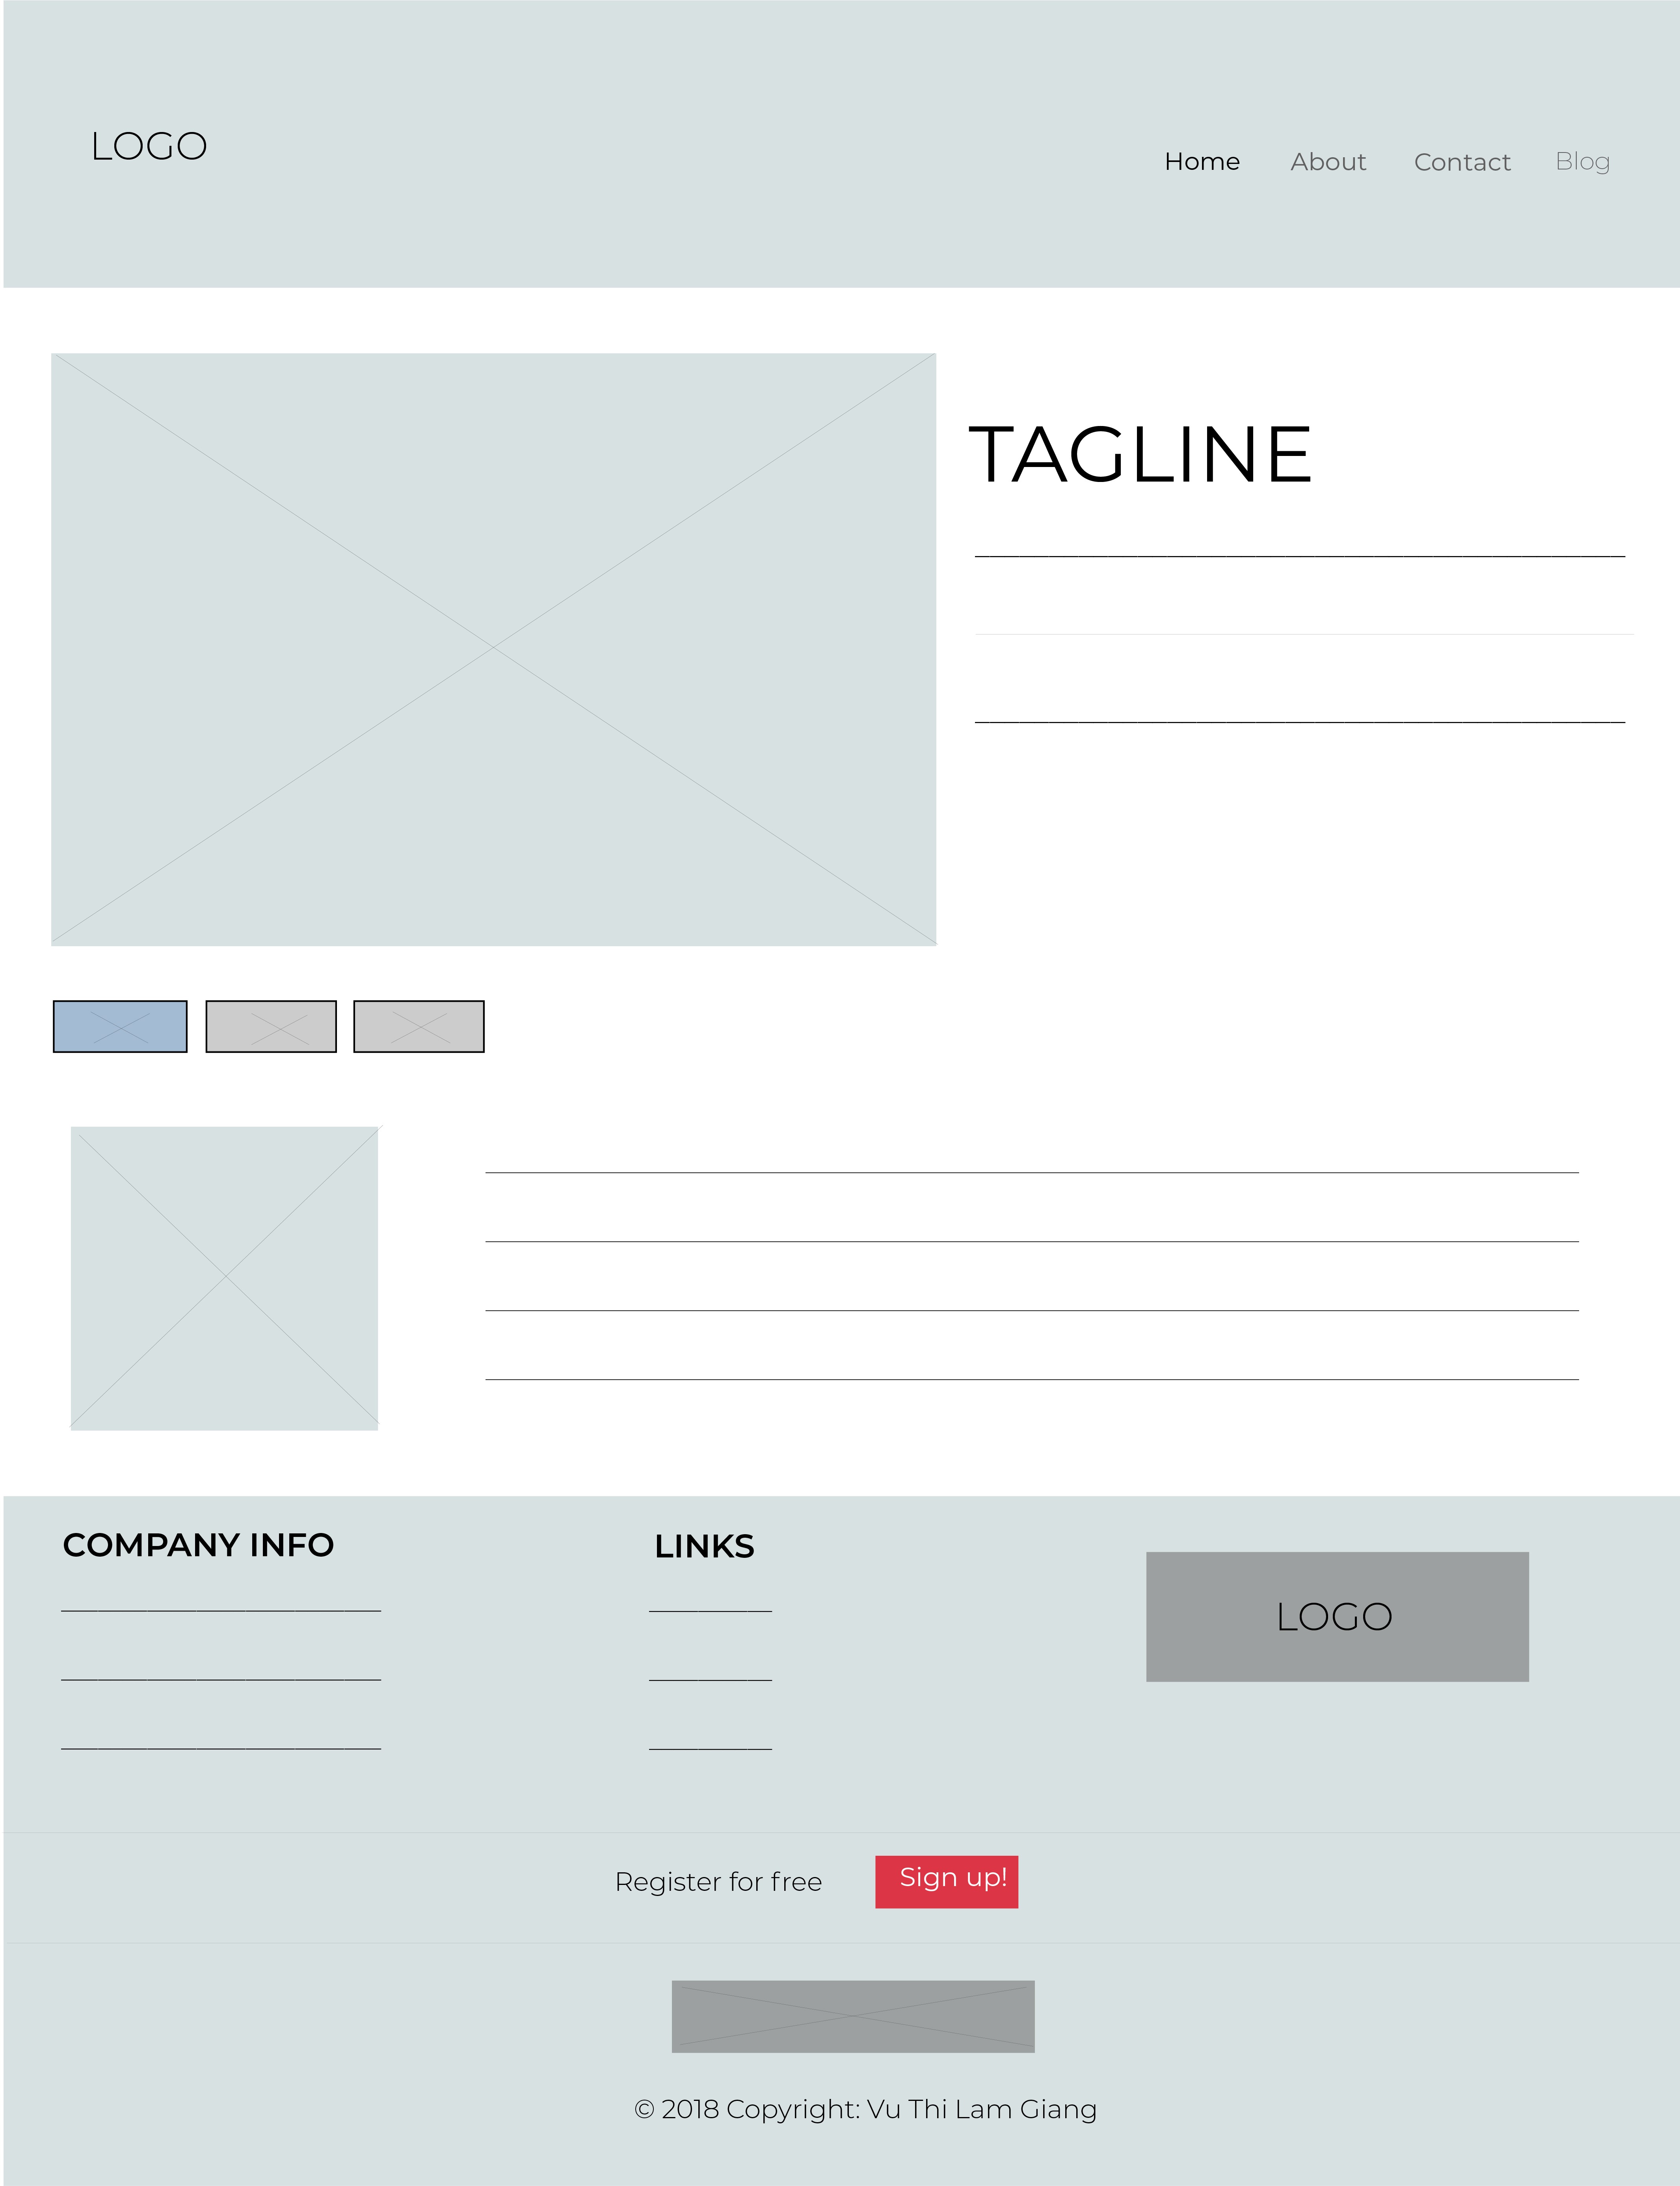 LOGO
Home About Contact Blog
TAGLINE
COMPANY INFO
LINKS
LOGO
Register for free
Sign up!
© 2018 Copyright: Vu Thi Lam Giang